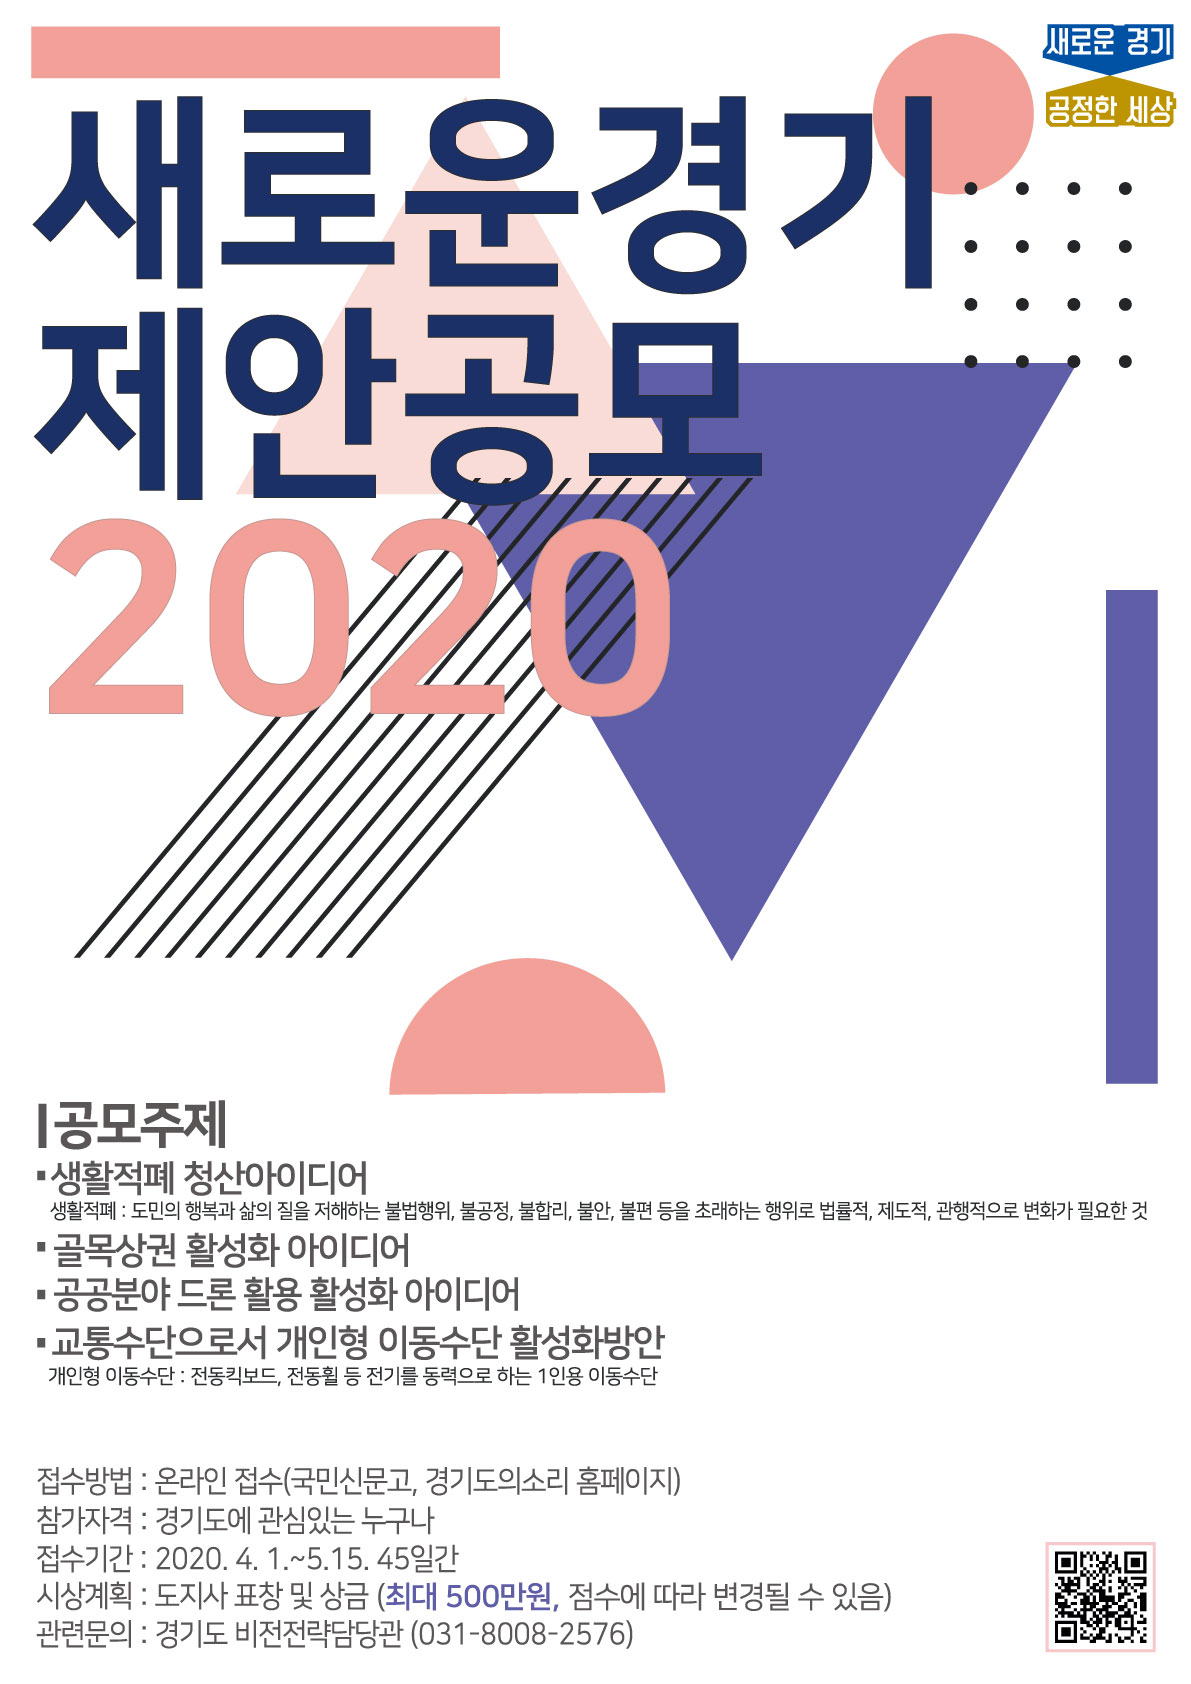 새로운 경기
공정한 세상
새로운경기
제안공모
2020
공모주제
▪ 생활적폐 청산아이디어
생활적폐 : 도민의 행복과 삶의 질을 저해하는 불법행위, 불공정, 불합리, 불안, 불편 등을 초래하는 행위로 법률적, 제도적, 관행적으로 변화가 필요한 것
▪ 골목상권 활성화 아이디어
▪ 공공분야 드론 활용 활성화 아이디어
▪ 교통수단으로서 개인형 이동수단 활성화방안
개인형 이동수단 : 전동킥보드, 전동휠 등 전기를 동력으로 하는 1인용 이동수단
접수방법 : 온라인 접수(국민신문고, 경기도의소리 홈페이지)
참가자격 : 경기도에 관심있는 누구나
접수기간 : 2020. 4. 1.~5.15. 45일간
시상계획 : 도지사 표창 및 상금 (최대 500만원, 점수에 따라 변경될 수 있음)
관련문의 : 경기도 비전전략담당관 (031-8008-2576)